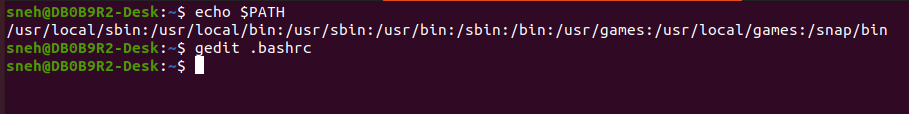 sneh@DB0B9R2-Desk:~$ echo $PATH
/usr/local/sbin:/usr/local/bin:/usr/sbin:/usr/bin:/sbin:/bin:/usr/games:/usr/local/games:/snap/bin
sneh@DB0B9R2-Desk:~$ gedit .bashrc
sneh@DB0B9R2-Desk:~$